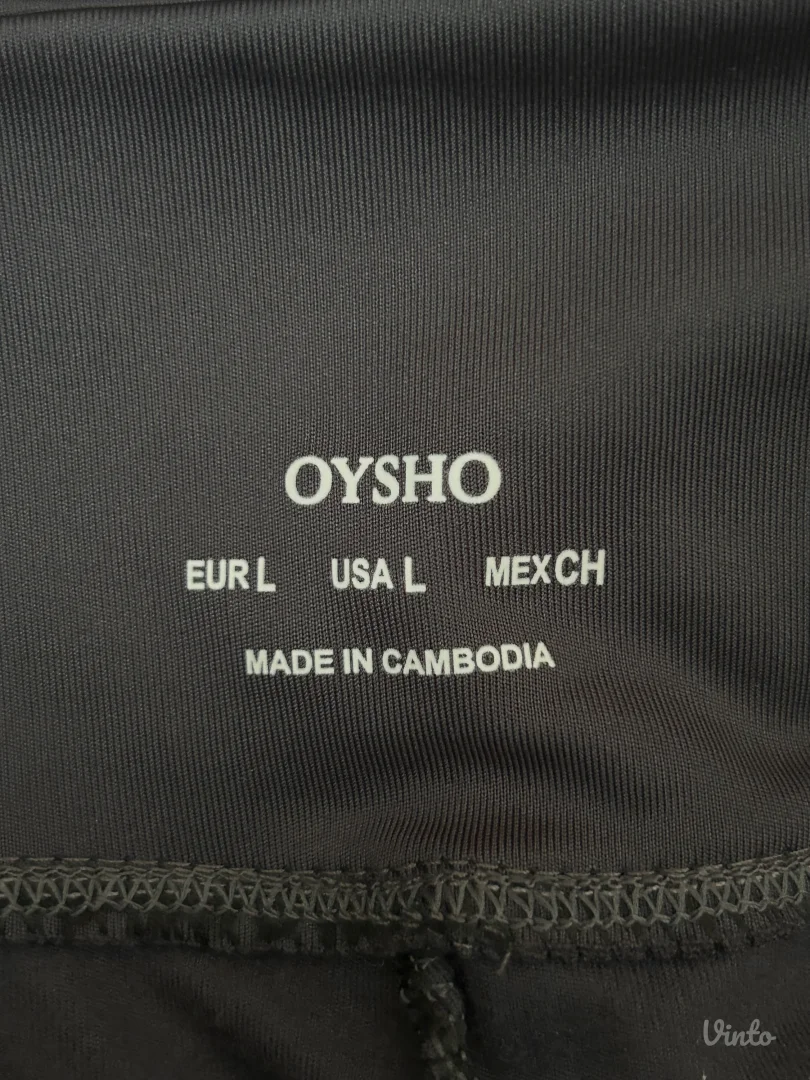 OYSHO
EUR L USA L MEX CH
MADE IN CAMBODIA
Vinto